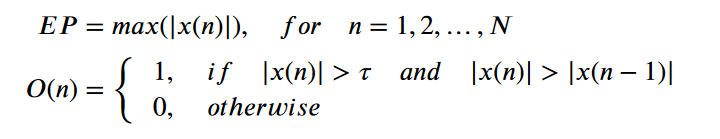 EP = max(|x(n)|), for n = 1, 2, … , N
O(n) = { 1, if |x(n)| > τ and |x(n)| > |x(n − 1)|
0, otherwise